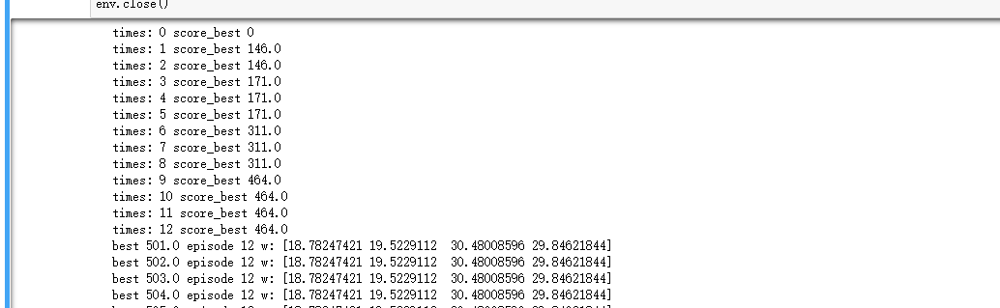 env.close()
times: 0 score_best 0
times: 1 score_best 146.0
times: 2 score_best 146.0
times: 3 score_best 171.0
times: 4 score_best 171.0
times: 5 score_best 171.0
times: 6 score_best 311.0
times: 7 score_best 311.0
times: 8 score_best 311.0
times: 9 score_best 464.0
times: 10 score_best 464.0
times: 11 score_best 464.0
times: 12 score_best 464.0
best 501.0 episode 12 w: [18.78247421 19.5229112  30.48008596 29.84621844]
best 502.0 episode 12 w: [18.78247421 19.5229112  30.48008596 29.84621844]
best 503.0 episode 12 w: [18.78247421 19.5229112  30.48008596 29.84621844]
best 504.0 episode 12 w: [18.78247421 19.5229112  30.48008596 29.84621844]